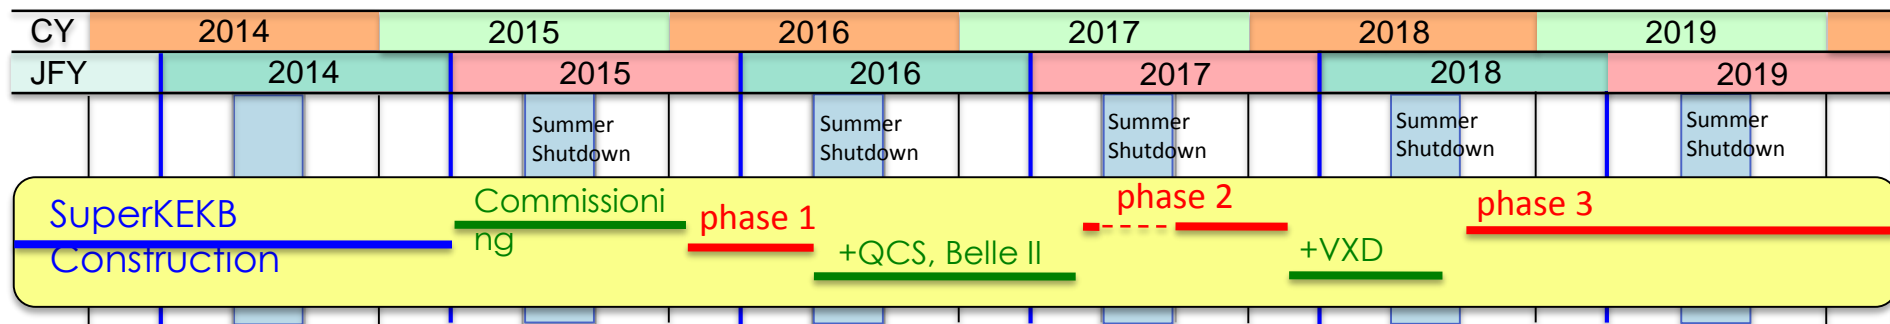 CY 2014 2015 2016 2017 2018 2019
JFY 2014 2015 2016 2017 2018 2019
Summer Summer Summer Summer Summer
Shutdown Shutdown Shutdown Shutdown Shutdown
SuperKEKB
Construction
Commissioni
ng
phase 1
+QCS, Belle II
phase 2
+VXD
phase 3